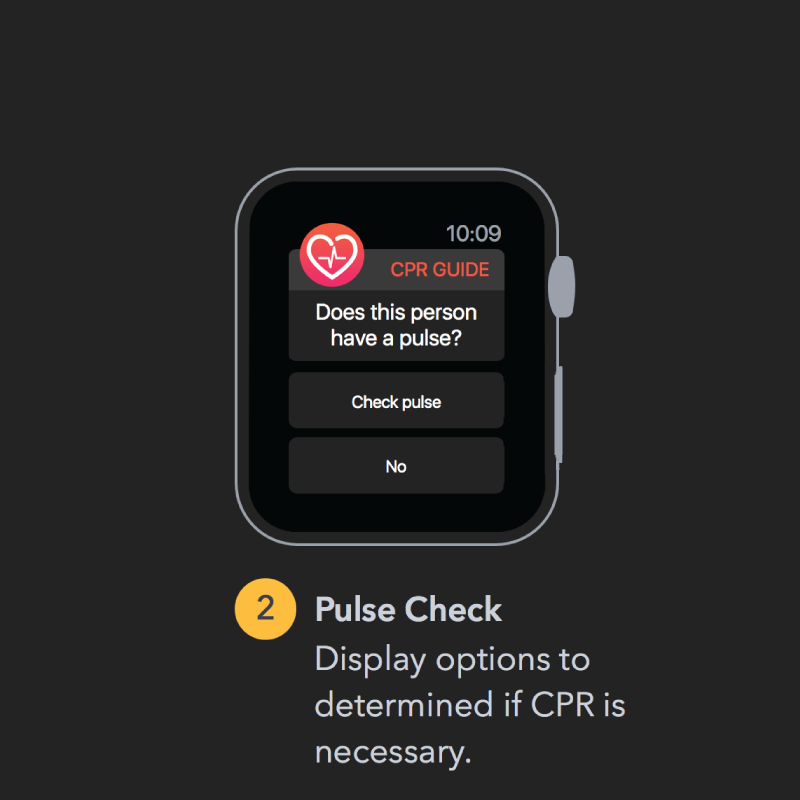 10:09
CPR GUIDE
Does this person
have a pulse?
Check pulse
No
2
Pulse Check
Display options to
determined if CPR is
necessary.